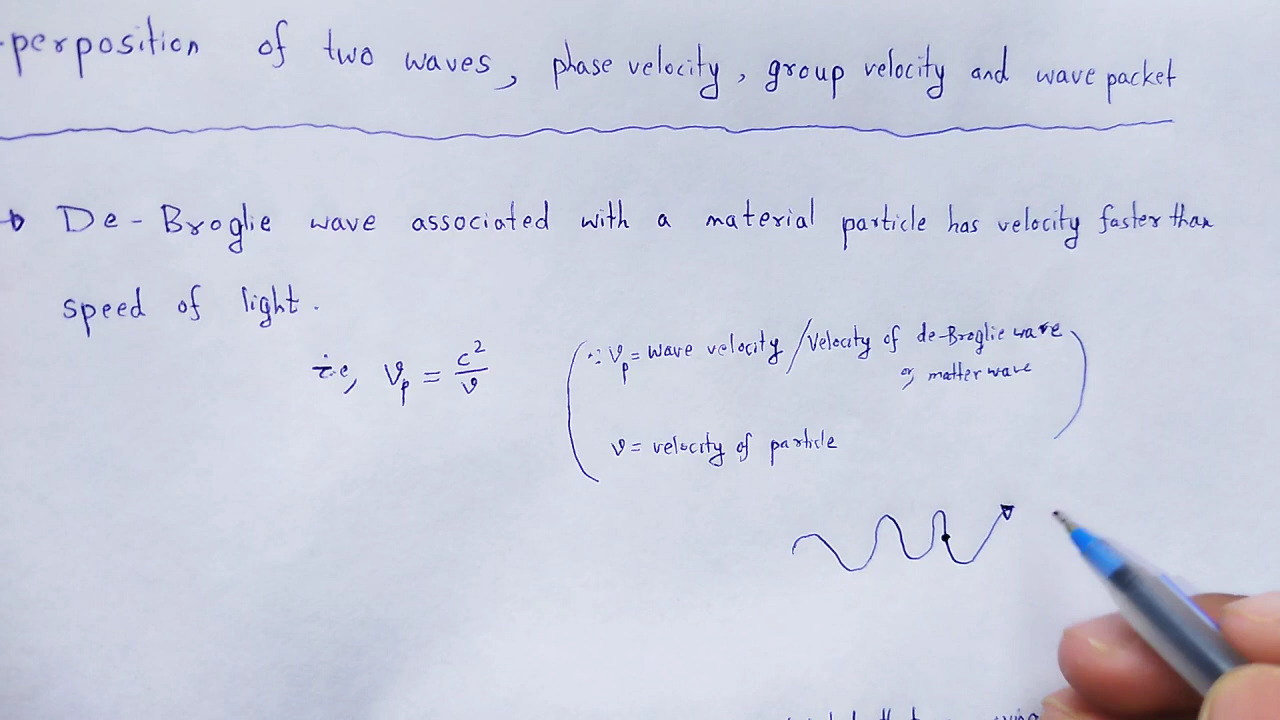 -perposition of two waves, phase velocity, group velocity and wave packet
De-Broglie wave associated with a material particle has velocity faster than
speed of light.
i.e, Vp = c²/v
(∵ Vp = wave velocity / Velocity of de-Broglie wave
or, matter wave
v = velocity of particle)